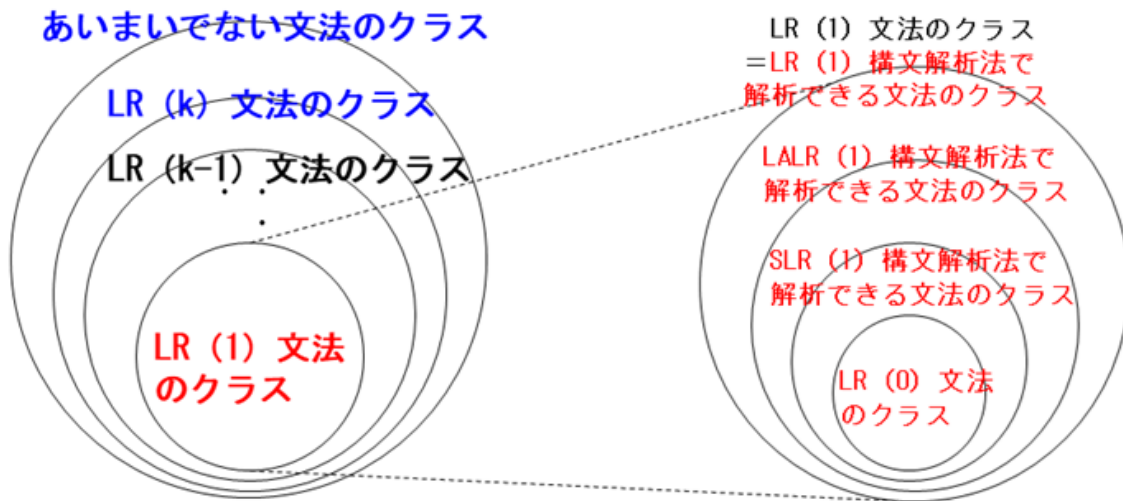 あいまいでない文法のクラス
LR（k）文法のクラス
LR（k-1）文法のクラス
LR（1）文法
のクラス
LR（1）文法のクラス
＝LR（1）構文解析法で
解析できる文法のクラス
LALR（1）構文解析法で
解析できる文法のクラス
SLR（1）構文解析法で
解析できる文法のクラス
LR（0）文法
のクラス